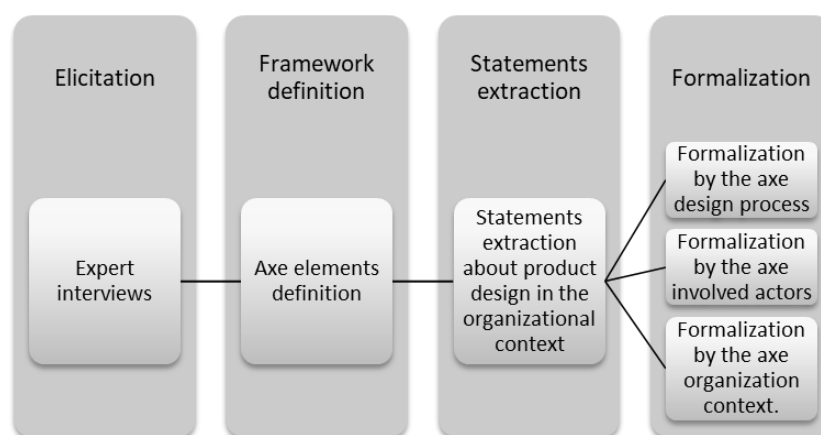 Elicitation
Framework
definition
Statements
extraction
Formalization
Expert
interviews
Axe elements
definition
Statements
extraction
about product
design in the
organizational
context
Formalization
by the axe
design process
Formalization
by the axe
involved actors
Formalization
by the axe
organization
context.